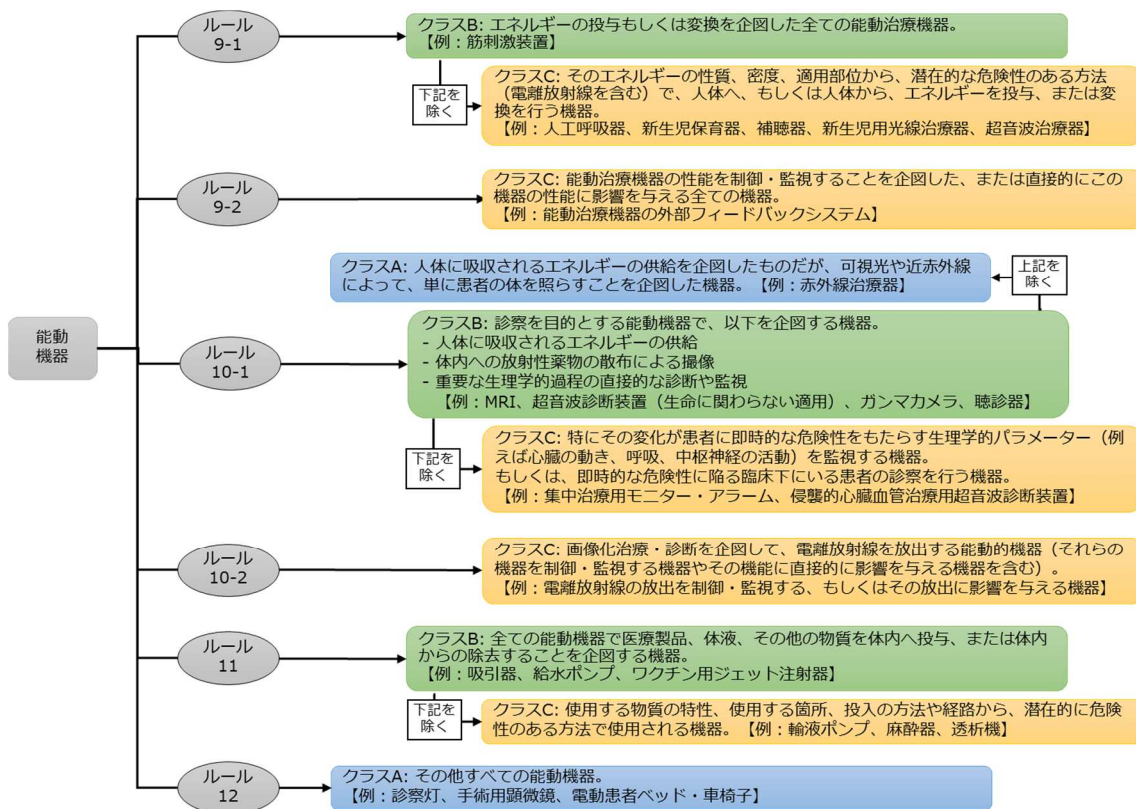 ルール
9-1
クラスB: エネルギーの投与もしくは変換を企図した全ての能動治療機器。
【例：筋刺激装置】
下記を
除く
クラスC: そのエネルギーの性質、密度、適用部位から、潜在的な危険性のある方法
（電離放射線を含む）で、人体へ、もしくは人体から、エネルギーを投与、または変
換を行う機器。
【例：人工呼吸器、新生児保育器、補聴器、新生児用光線治療器、超音波治療器】
ルール
9-2
クラスC: 能動治療機器の性能を制御・監視することを企図した、または直接的にこの
機器の性能に影響を与える全ての機器。
【例：能動治療機器の外部フィードバックシステム】
クラスA: 人体に吸収されるエネルギーの供給を企図したものだが、可視光や近赤外線
によって、単に患者の体を照らすことを企図した機器。【例：赤外線治療器】
上記を
除く
能動
機器
ルール
10-1
クラスB: 診察を目的とする能動機器で、以下を企図する機器。
- 人体に吸収されるエネルギーの供給
- 体内への放射性薬物の散布による撮像
- 重要な生理学的過程の直接的な診断や監視
【例：MRI、超音波診断装置（生命に関わらない適用）、ガンマカメラ、聴診器】
下記を
除く
クラスC: 特にその変化が患者に即時的な危険性をもたらす生理学的パラメーター（例
えば心臓の動き、呼吸、中枢神経の活動）を監視する機器。
もしくは、即時的な危険性に陥る臨床下にいる患者の診察を行う機器。
【例：集中治療用モニター・アラーム、侵襲的心臓血管治療用超音波診断装置】
ルール
10-2
クラスC: 画像化治療・診断を企図して、電離放射線を放出する能動的機器（それらの
機器を制御・監視する機器やその機能に直接的に影響を与える機器を含む）。
【例：電離放射線の放出を制御・監視する、もしくはその放出に影響を与える機器】
ルール
11
クラスB: 全ての能動機器で医療製品、体液、その他の物質を体内へ投与、または体内
からの除去することを企図する機器。
【例：吸引器、給水ポンプ、ワクチン用ジェット注射器】
下記を
除く
クラスC: 使用する物質の特性、使用する箇所、投入の方法や経路から、潜在的に危険
性のある方法で使用される機器。【例：輸液ポンプ、麻酔器、透析機】
ルール
12
クラスA: その他すべての能動機器。
【例：診察灯、手術用顕微鏡、電動患者ベッド・車椅子】